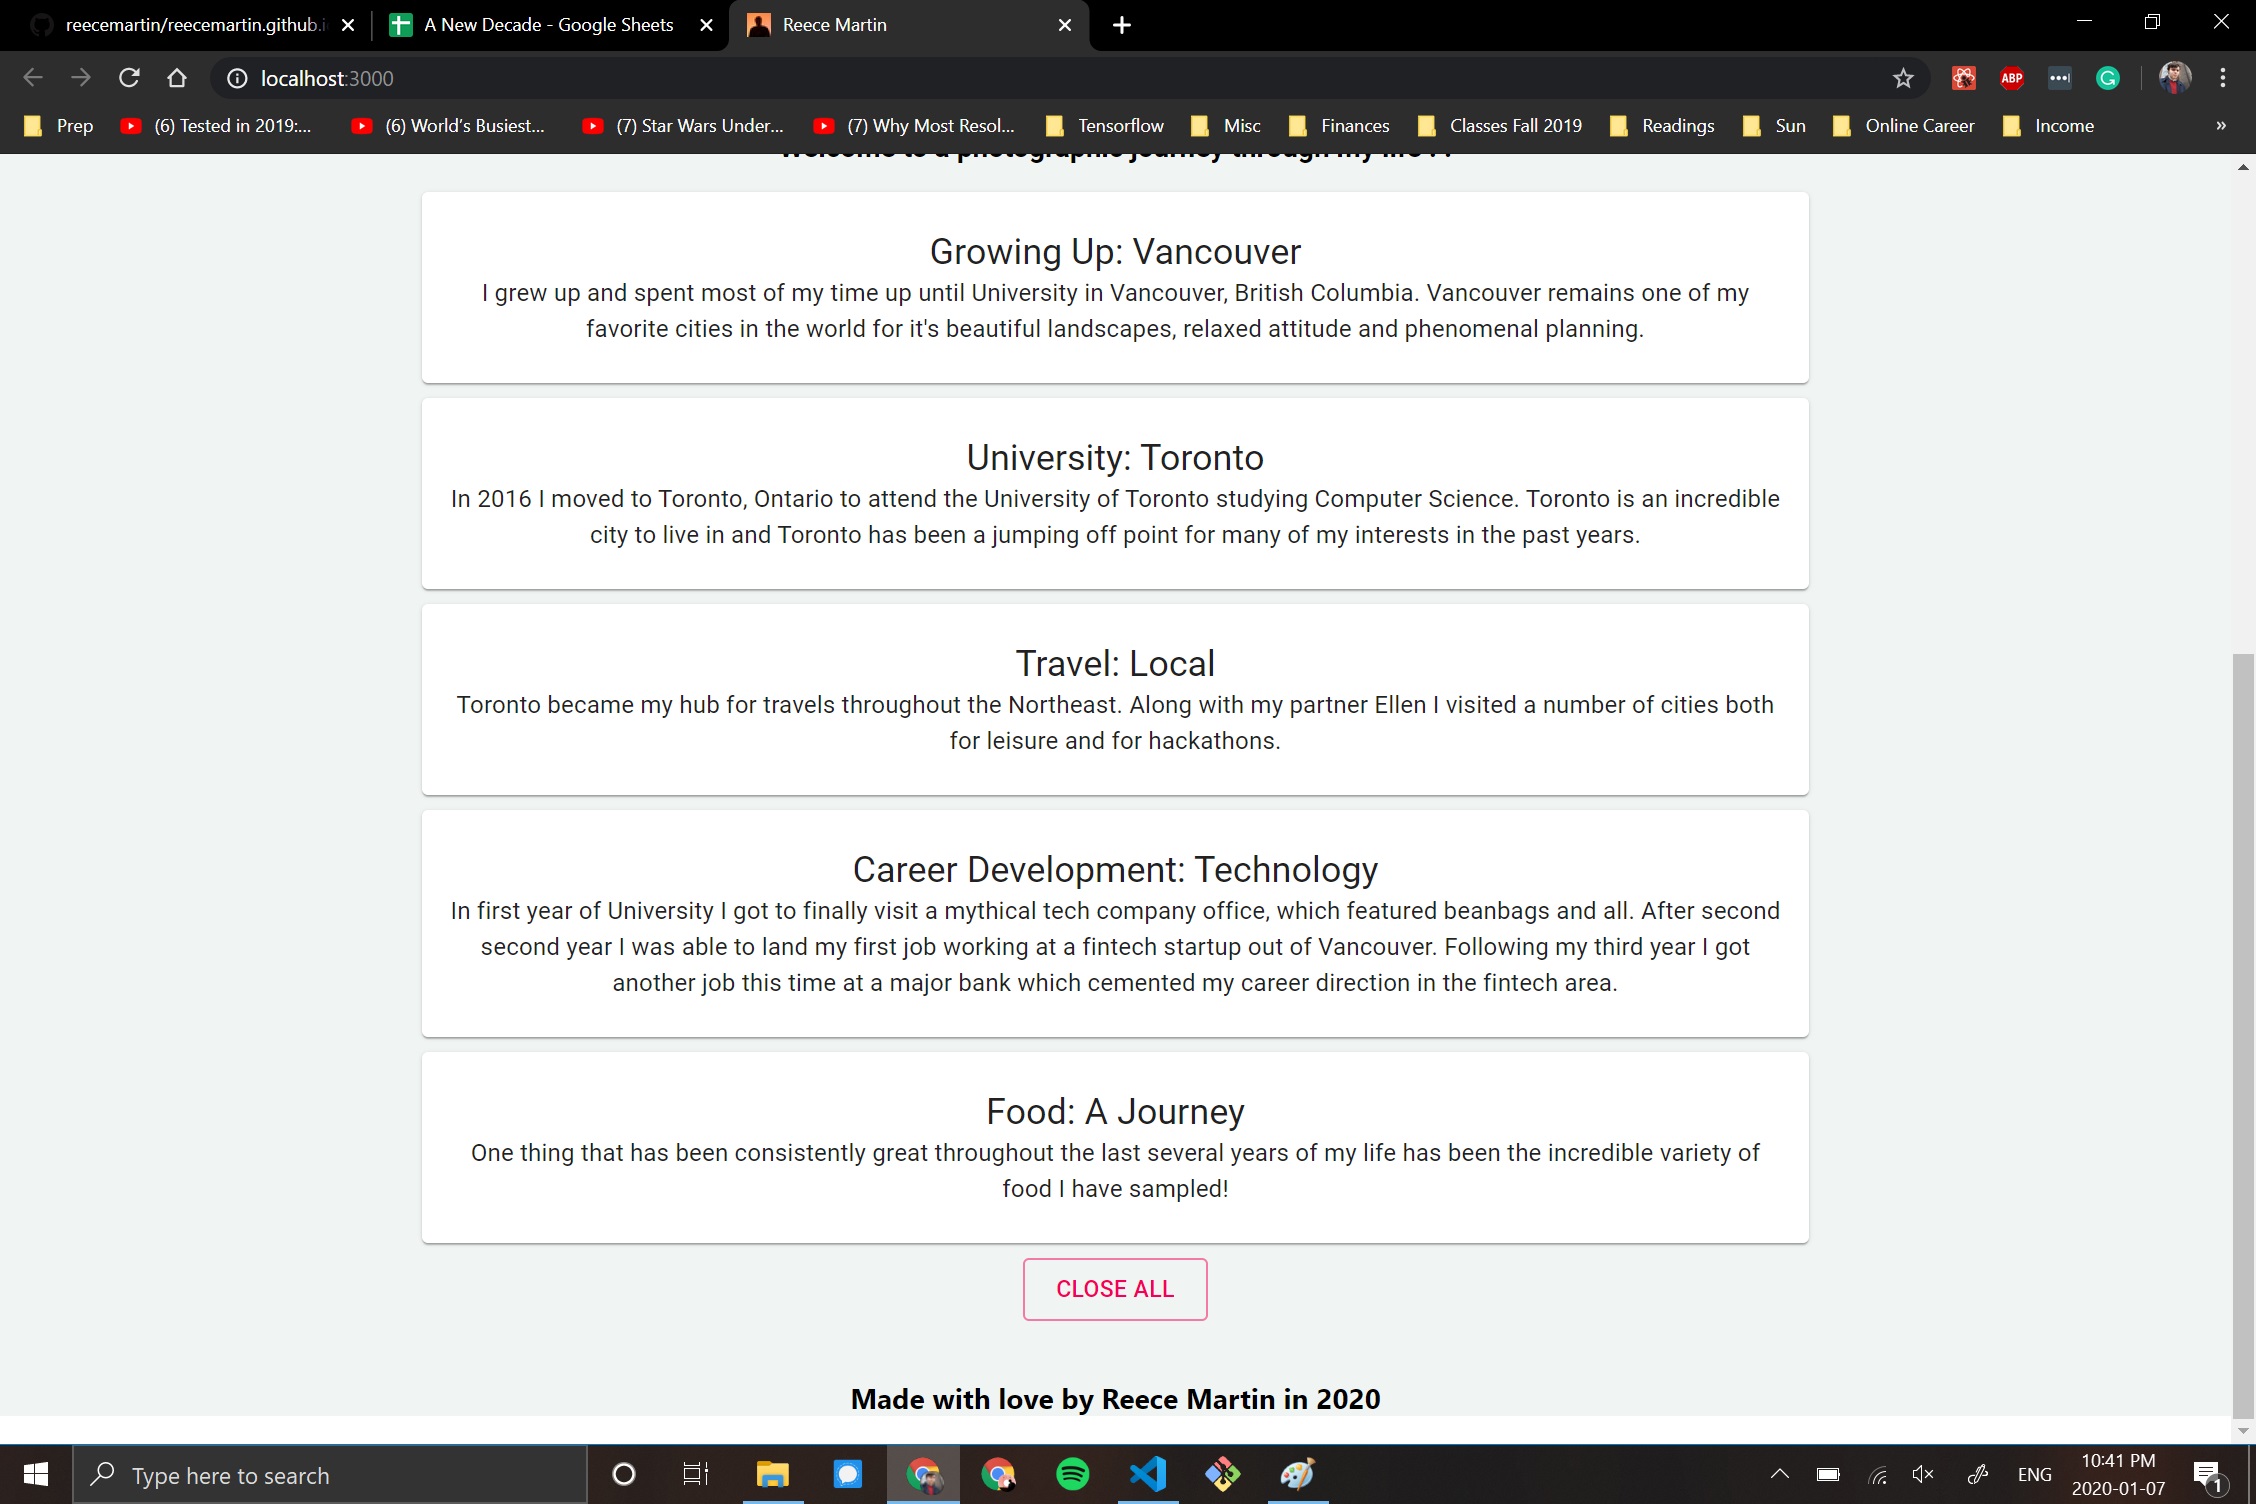 reecemartin/reecemartin.github.i
A New Decade - Google Sheets
Reece Martin
localhost:3000
ABP
Prep
(6) Tested in 2019:...
(6) World's Busiest...
(7) Star Wars Under...
(7) Why Most Resol...
Tensorflow
Misc
Finances
Classes Fall 2019
Readings
Sun
Online Career
Income
»
Welcome to a photographic journey through my life
Growing Up: Vancouver
I grew up and spent most of my time up until University in Vancouver, British Columbia. Vancouver remains one of my
favorite cities in the world for it's beautiful landscapes, relaxed attitude and phenomenal planning.
University: Toronto
In 2016 I moved to Toronto, Ontario to attend the University of Toronto studying Computer Science. Toronto is an incredible
city to live in and Toronto has been a jumping off point for many of my interests in the past years.
Travel: Local
Toronto became my hub for travels throughout the Northeast. Along with my partner Ellen I visited a number of cities both
for leisure and for hackathons.
Career Development: Technology
In first year of University I got to finally visit a mythical tech company office, which featured beanbags and all. After second
second year I was able to land my first job working at a fintech startup out of Vancouver. Following my third year I got
another job this time at a major bank which cemented my career direction in the fintech area.
Food: A Journey
One thing that has been consistently great throughout the last several years of my life has been the incredible variety of
food I have sampled!
CLOSE ALL
Made with love by Reece Martin in 2020
Type here to search
ENG
10:41 PM
2020-01-07
1